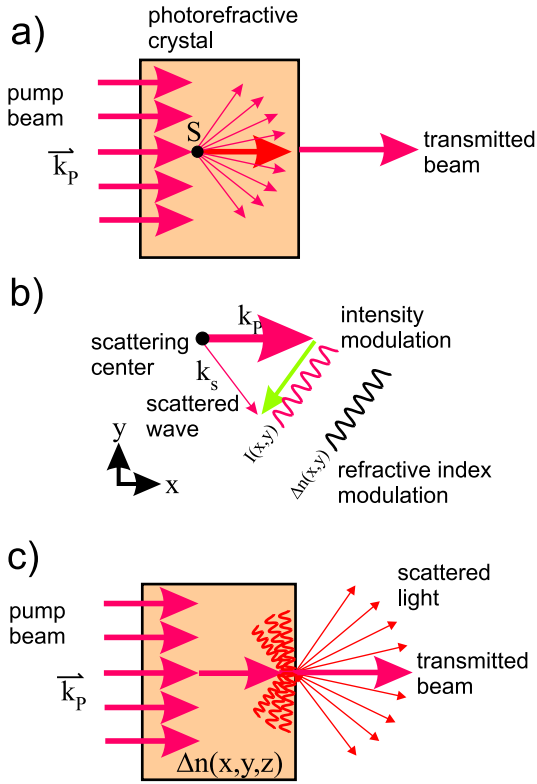 a)
photorefractive
crystal
pump
beam
k_P
S
transmitted
beam
b)
scattering
center
k_P
k_s
scattered
wave
intensity
modulation
I(x,y)
Δn(x,y)
refractive index
modulation
y
x
c)
pump
beam
k_P
scattered
light
transmitted
beam
Δn(x,y,z)